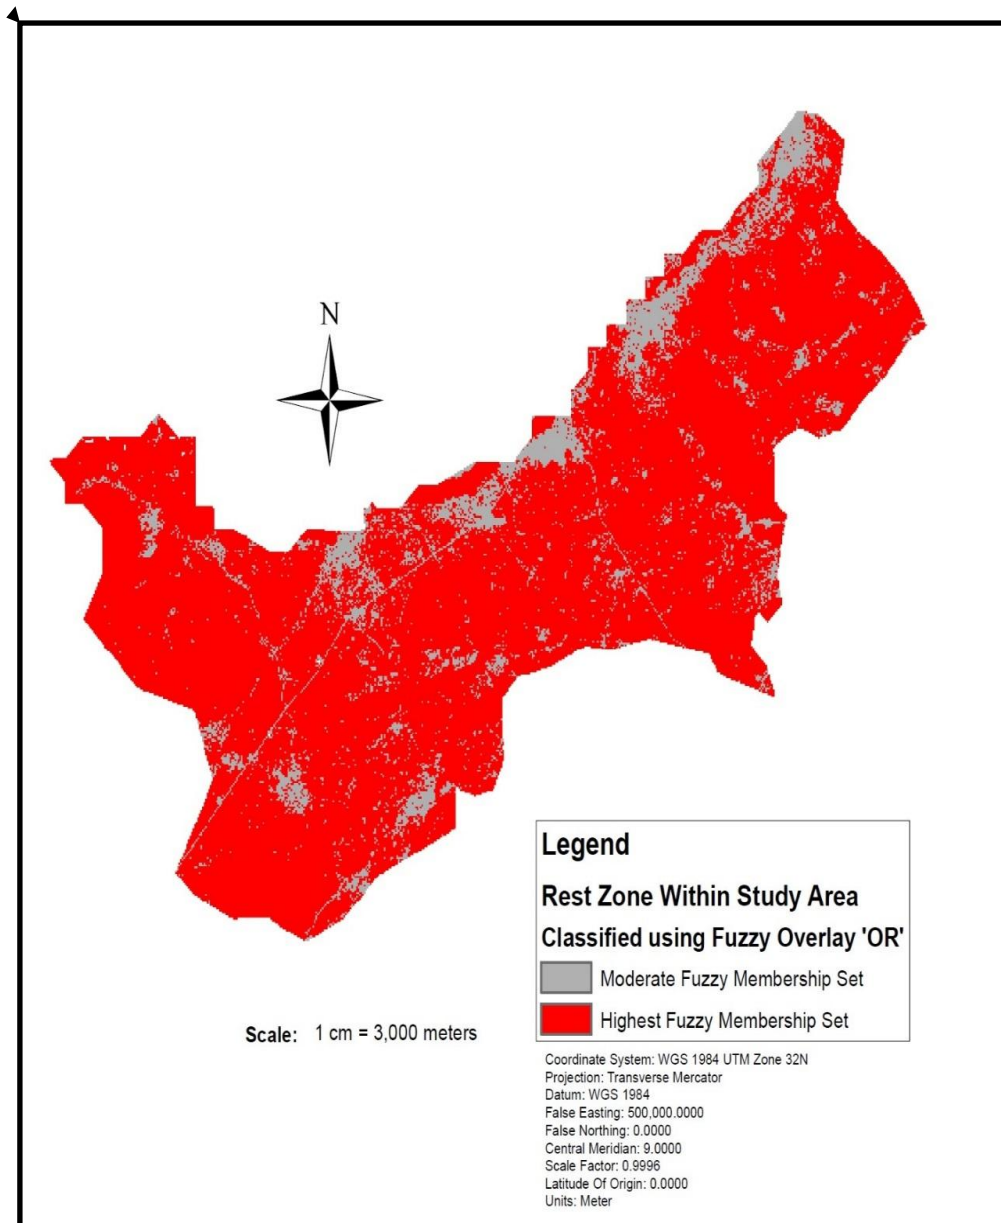 N
Legend
Rest Zone Within Study Area
Classified using Fuzzy Overlay 'OR'
Moderate Fuzzy Membership Set
Highest Fuzzy Membership Set
Scale: 1 cm = 3,000 meters
Coordinate System: WGS 1984 UTM Zone 32N
Projection: Transverse Mercator
Datum: WGS 1984
False Easting: 500,000.0000
False Northing: 0.0000
Central Meridian: 9.0000
Scale Factor: 0.9996
Latitude Of Origin: 0.0000
Units: Meter